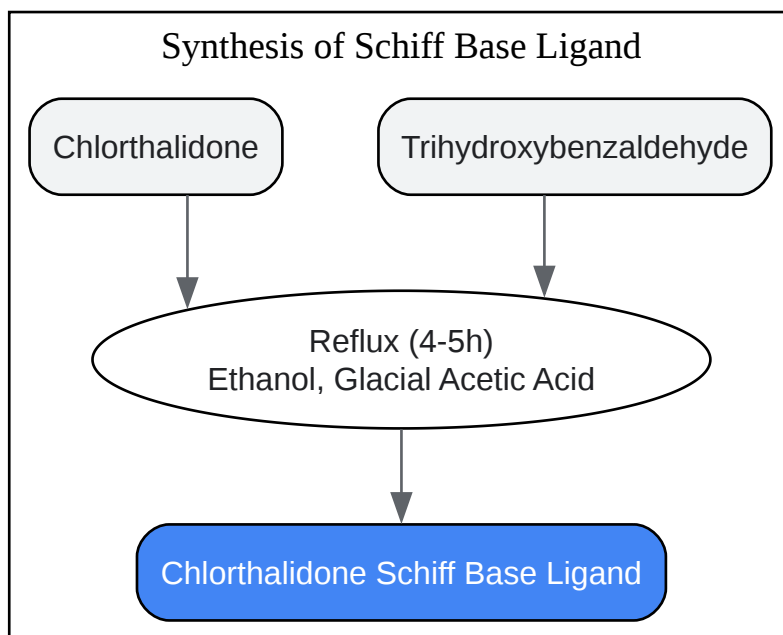 Synthesis of Schiff Base Ligand
Chlorthalidone
Trihydroxybenzaldehyde
Reflux (4-5h)
Ethanol, Glacial Acetic Acid
Chlorthalidone Schiff Base Ligand